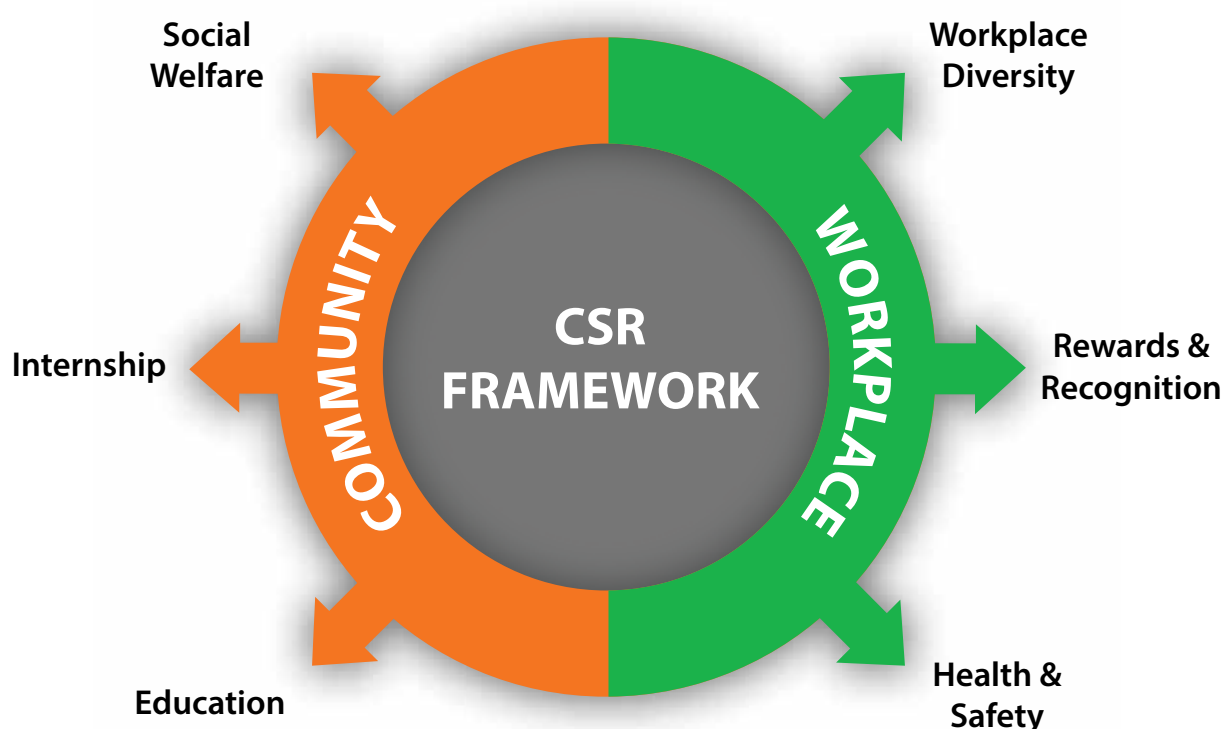 Social
Welfare
Workplace
Diversity
COMMUNITY
WORKPLACE
CSR
FRAMEWORK
Internship
Rewards &
Recognition
Education
Health &
Safety